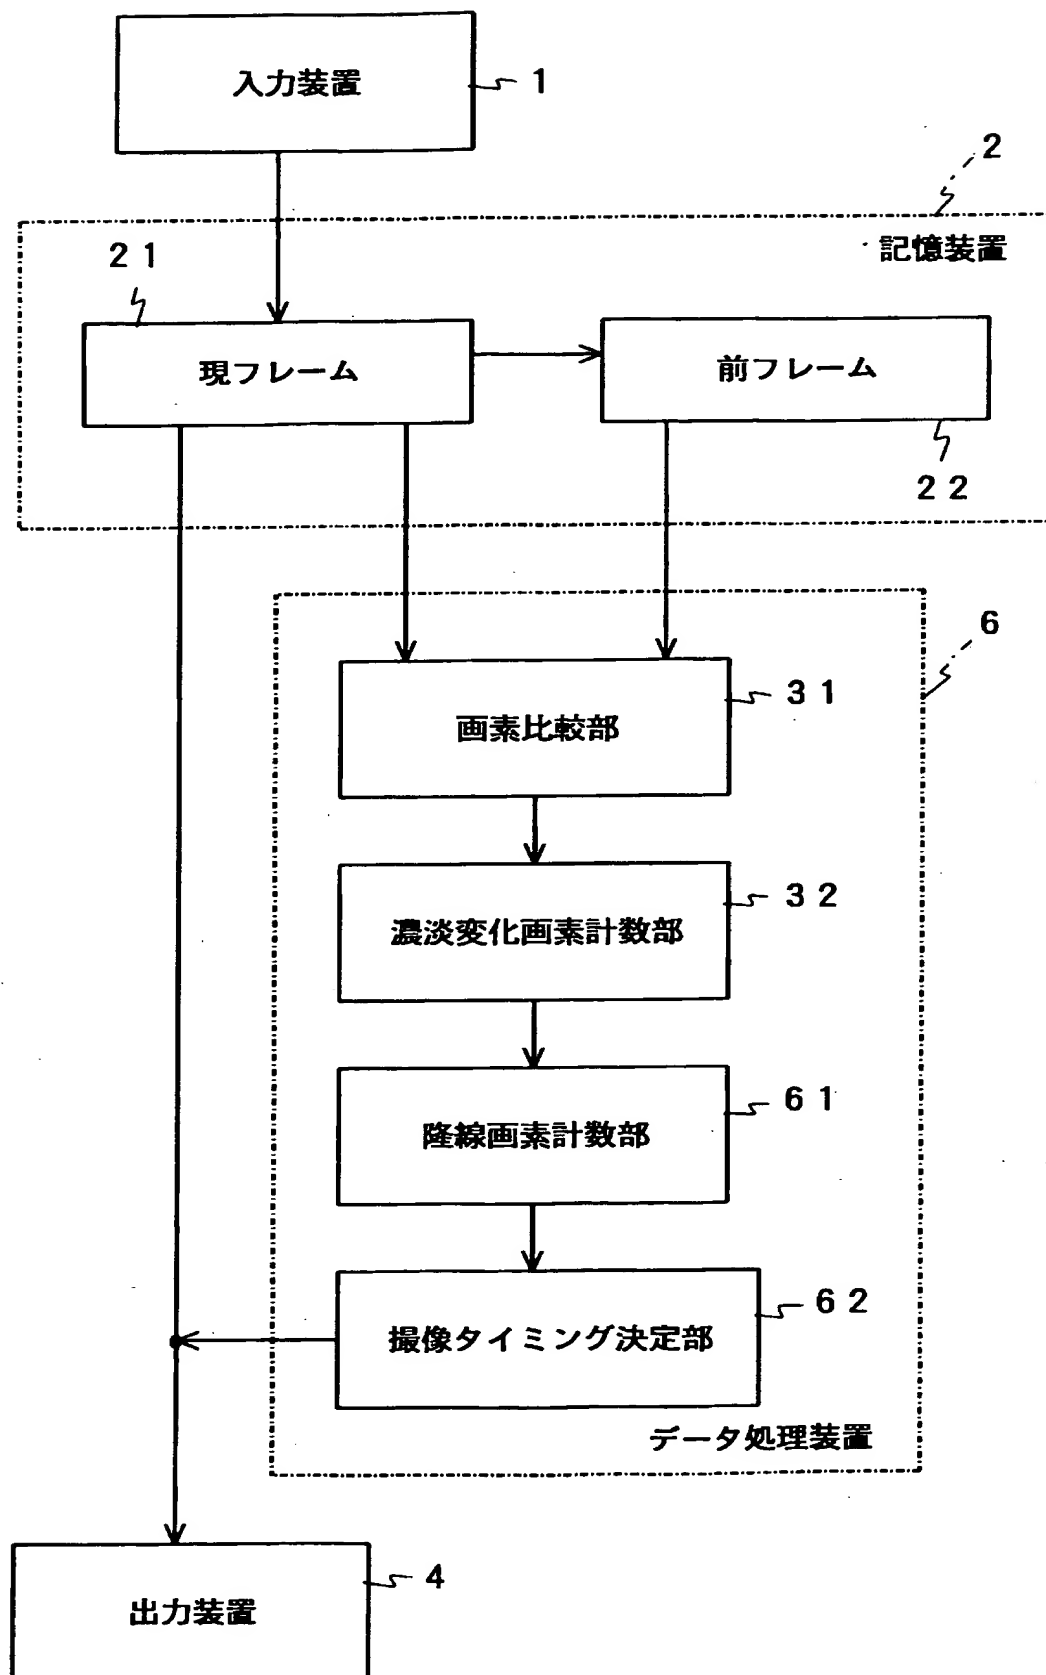 入力装置
1
2
記憶装置
21
現フレーム
前フレーム
22
6
画素比較部
31
濃淡変化画素計数部
32
隆線画素計数部
61
撮像タイミング決定部
62
データ処理装置
出力装置
4